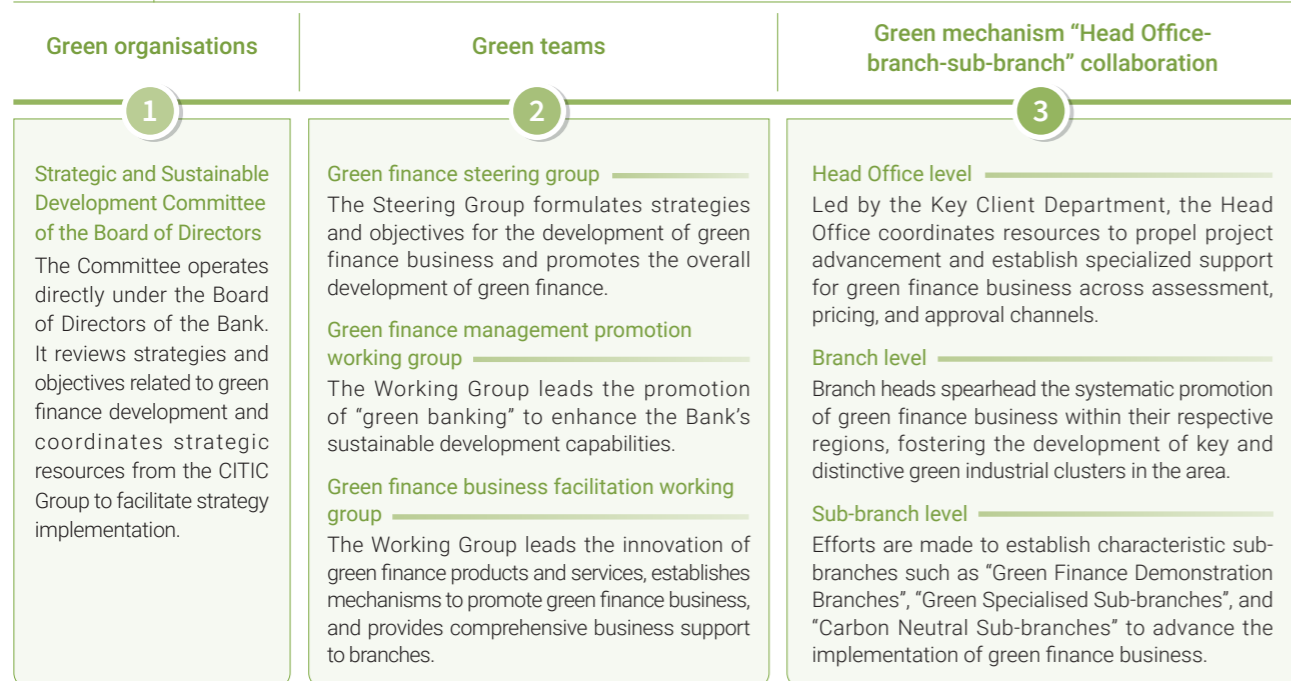 Green organisations
Green teams
Green mechanism “Head Office-
branch-sub-branch” collaboration
1
2
3
Strategic and Sustainable
Development Committee
of the Board of Directors
The Committee operates
directly under the Board
of Directors of the Bank.
It reviews strategies and
objectives related to green
finance development and
coordinates strategic
resources from the CITIC
Group to facilitate strategy
implementation.
Green finance steering group
The Steering Group formulates strategies
and objectives for the development of green
finance business and promotes the overall
development of green finance.
Green finance management promotion
working group
The Working Group leads the promotion
of “green banking” to enhance the Bank’s
sustainable development capabilities.
Green finance business facilitation working
group
The Working Group leads the innovation of
green finance products and services, establishes
mechanisms to promote green finance business,
and provides comprehensive business support
to branches.
Head Office level
Led by the Key Client Department, the Head
Office coordinates resources to propel project
advancement and establish specialized support
for green finance business across assessment,
pricing, and approval channels.
Branch level
Branch heads spearhead the systematic promotion
of green finance business within their respective
regions, fostering the development of key and
distinctive green industrial clusters in the area.
Sub-branch level
Efforts are made to establish characteristic sub-
branches such as “Green Finance Demonstration
Branches”, “Green Specialised Sub-branches”, and
“Carbon Neutral Sub-branches” to advance the
implementation of green finance business.